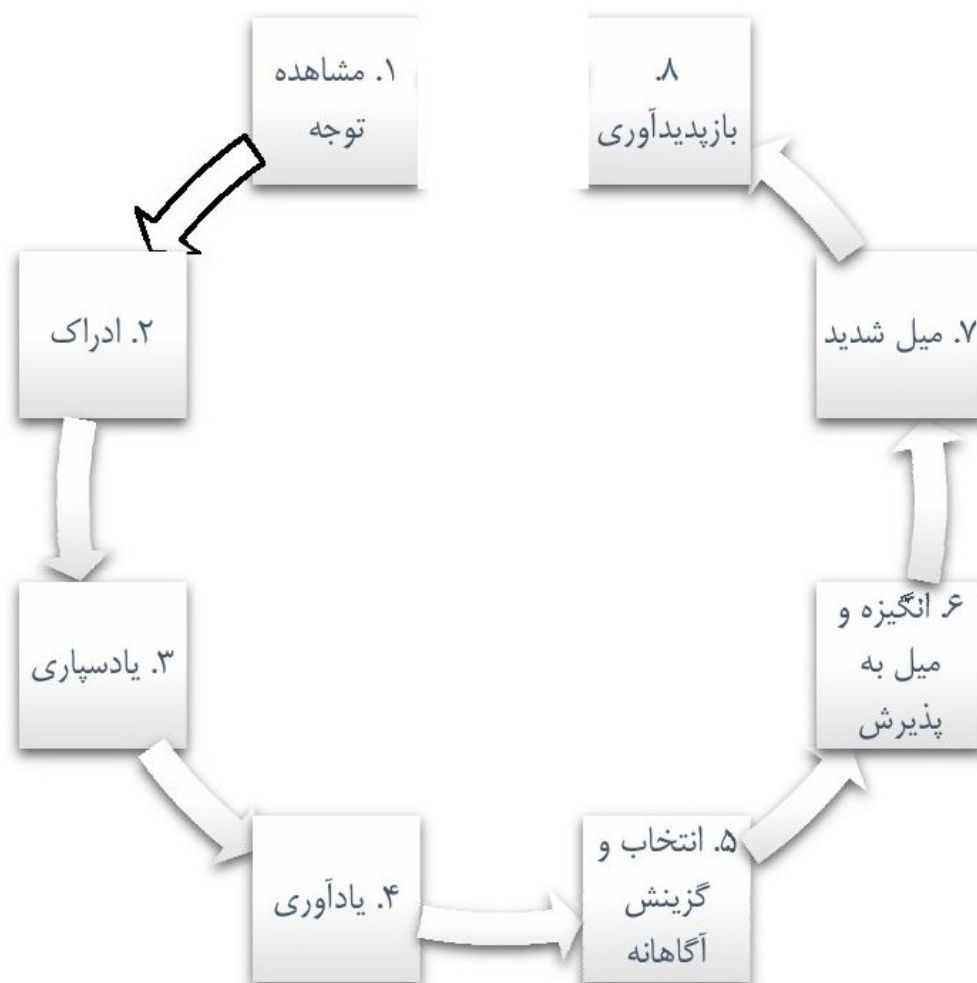 ۱. مشاهده
توجه
۲. ادراک
۳. یادسپاری
۴. یادآوری
۵. انتخاب و
گزینش
آگاهانه
۶. انگیزه و
میل به
پذیرش
۷. میل شدید
۸.
بازپدیدآوری